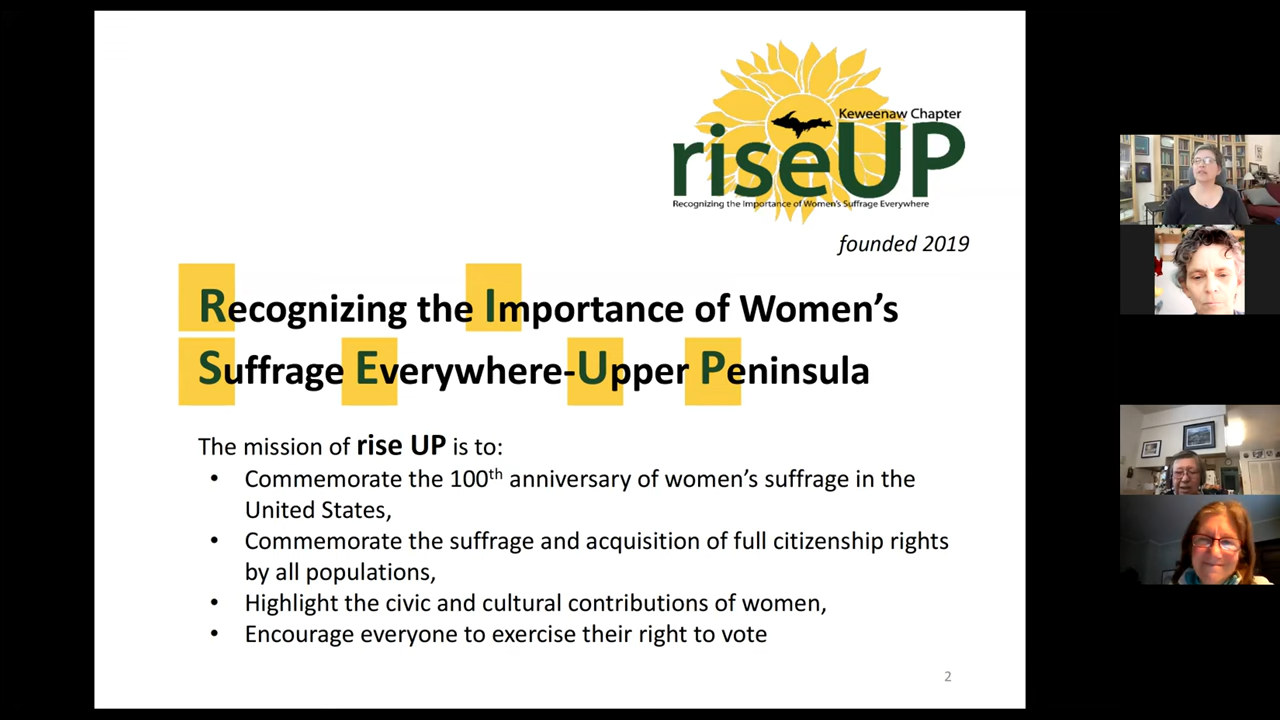 Keweenaw Chapter
riseUP
Recognizing the Importance of Women's Suffrage Everywhere
founded 2019
Recognizing the Importance of Women’s
Suffrage Everywhere-Upper Peninsula
The mission of rise UP is to:
• Commemorate the 100th anniversary of women’s suffrage in the
United States,
• Commemorate the suffrage and acquisition of full citizenship rights
by all populations,
• Highlight the civic and cultural contributions of women,
• Encourage everyone to exercise their right to vote
2